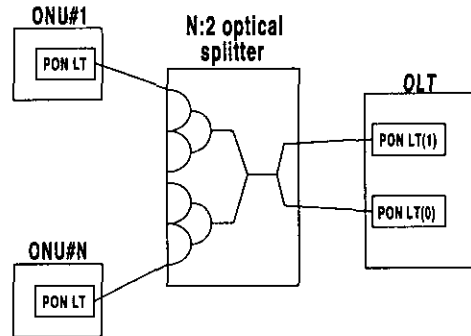 ONU#1
PON LT
N:2 optical
splitter
OLT
PON LT(1)
PON LT(0)
ONU#N
PON LT